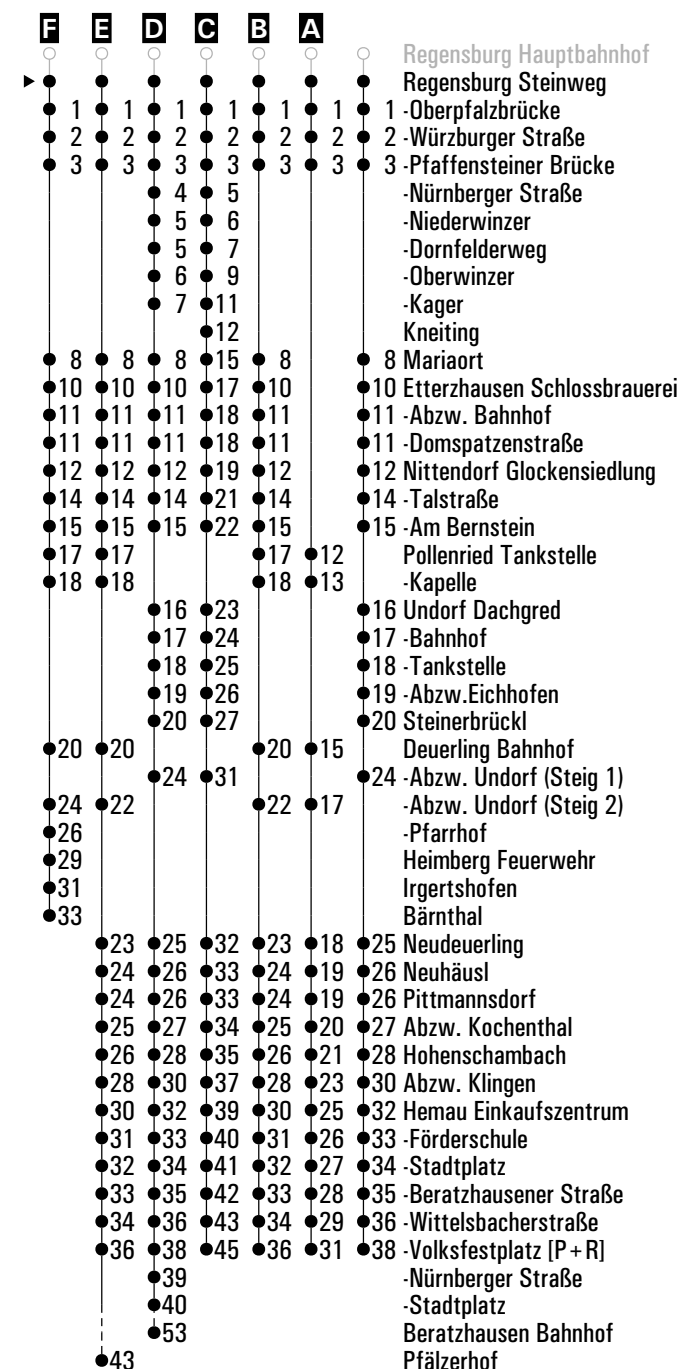 F E D C B A
Regensburg Hauptbahnhof
Regensburg Steinweg
1 1 1 1 1 1 1 -Oberpfalzbrücke
2 2 2 2 2 2 2 -Würzburger Straße
3 3 3 3 3 3 3 -Pfaffensteiner Brücke
4 5 -Nürnberger Straße
5 6 -Niederwinzer
5 7 -Dornfelderweg
6 9 -Oberwinzer
7 11 -Kager
12 Kneiting
8 8 8 15 8 8 Mariaort
10 10 10 17 10 10 Etterzhausen Schlossbrauerei
11 11 11 18 11 11 -Abzw. Bahnhof
11 11 11 18 11 11 -Domspatzenstraße
12 12 12 19 12 12 Nittendorf Glockensiedlung
14 14 14 21 14 14 -Talstraße
15 15 15 22 15 15 -Am Bernstein
17 17 17 12 Pollenried Tankstelle
18 18 18 13 -Kapelle
16 23 16 Undorf Dachgred
17 24 17 -Bahnhof
18 25 18 -Tankstelle
19 26 19 -Abzw.Eichhofen
20 27 20 Steinerbrückl
20 20 20 15 Deuerling Bahnhof
24 31 24 -Abzw. Undorf (Steig 1)
24 22 22 17 -Abzw. Undorf (Steig 2)
26 -Pfarrhof
29 Heimberg Feuerwehr
31 Irgertshofen
33 Bärnthal
23 25 32 23 18 25 Neudeuerling
24 26 33 24 19 26 Neuhäusl
24 26 33 24 19 26 Pittmannsdorf
25 27 34 25 20 27 Abzw. Kochenthal
26 28 35 26 21 28 Hohenschambach
28 30 37 28 23 30 Abzw. Klingen
30 32 39 30 25 32 Hemau Einkaufszentrum
31 33 40 31 26 33 -Förderschule
32 34 41 32 27 34 -Stadtplatz
33 35 42 33 28 35 -Beratzhausener Straße
34 36 43 34 29 36 -Wittelsbacherstraße
36 38 45 36 31 38 -Volksfestplatz [P+R]
39 -Nürnberger Straße
40 -Stadtplatz
53 Beratzhausen Bahnhof
43 Pfälzerhof